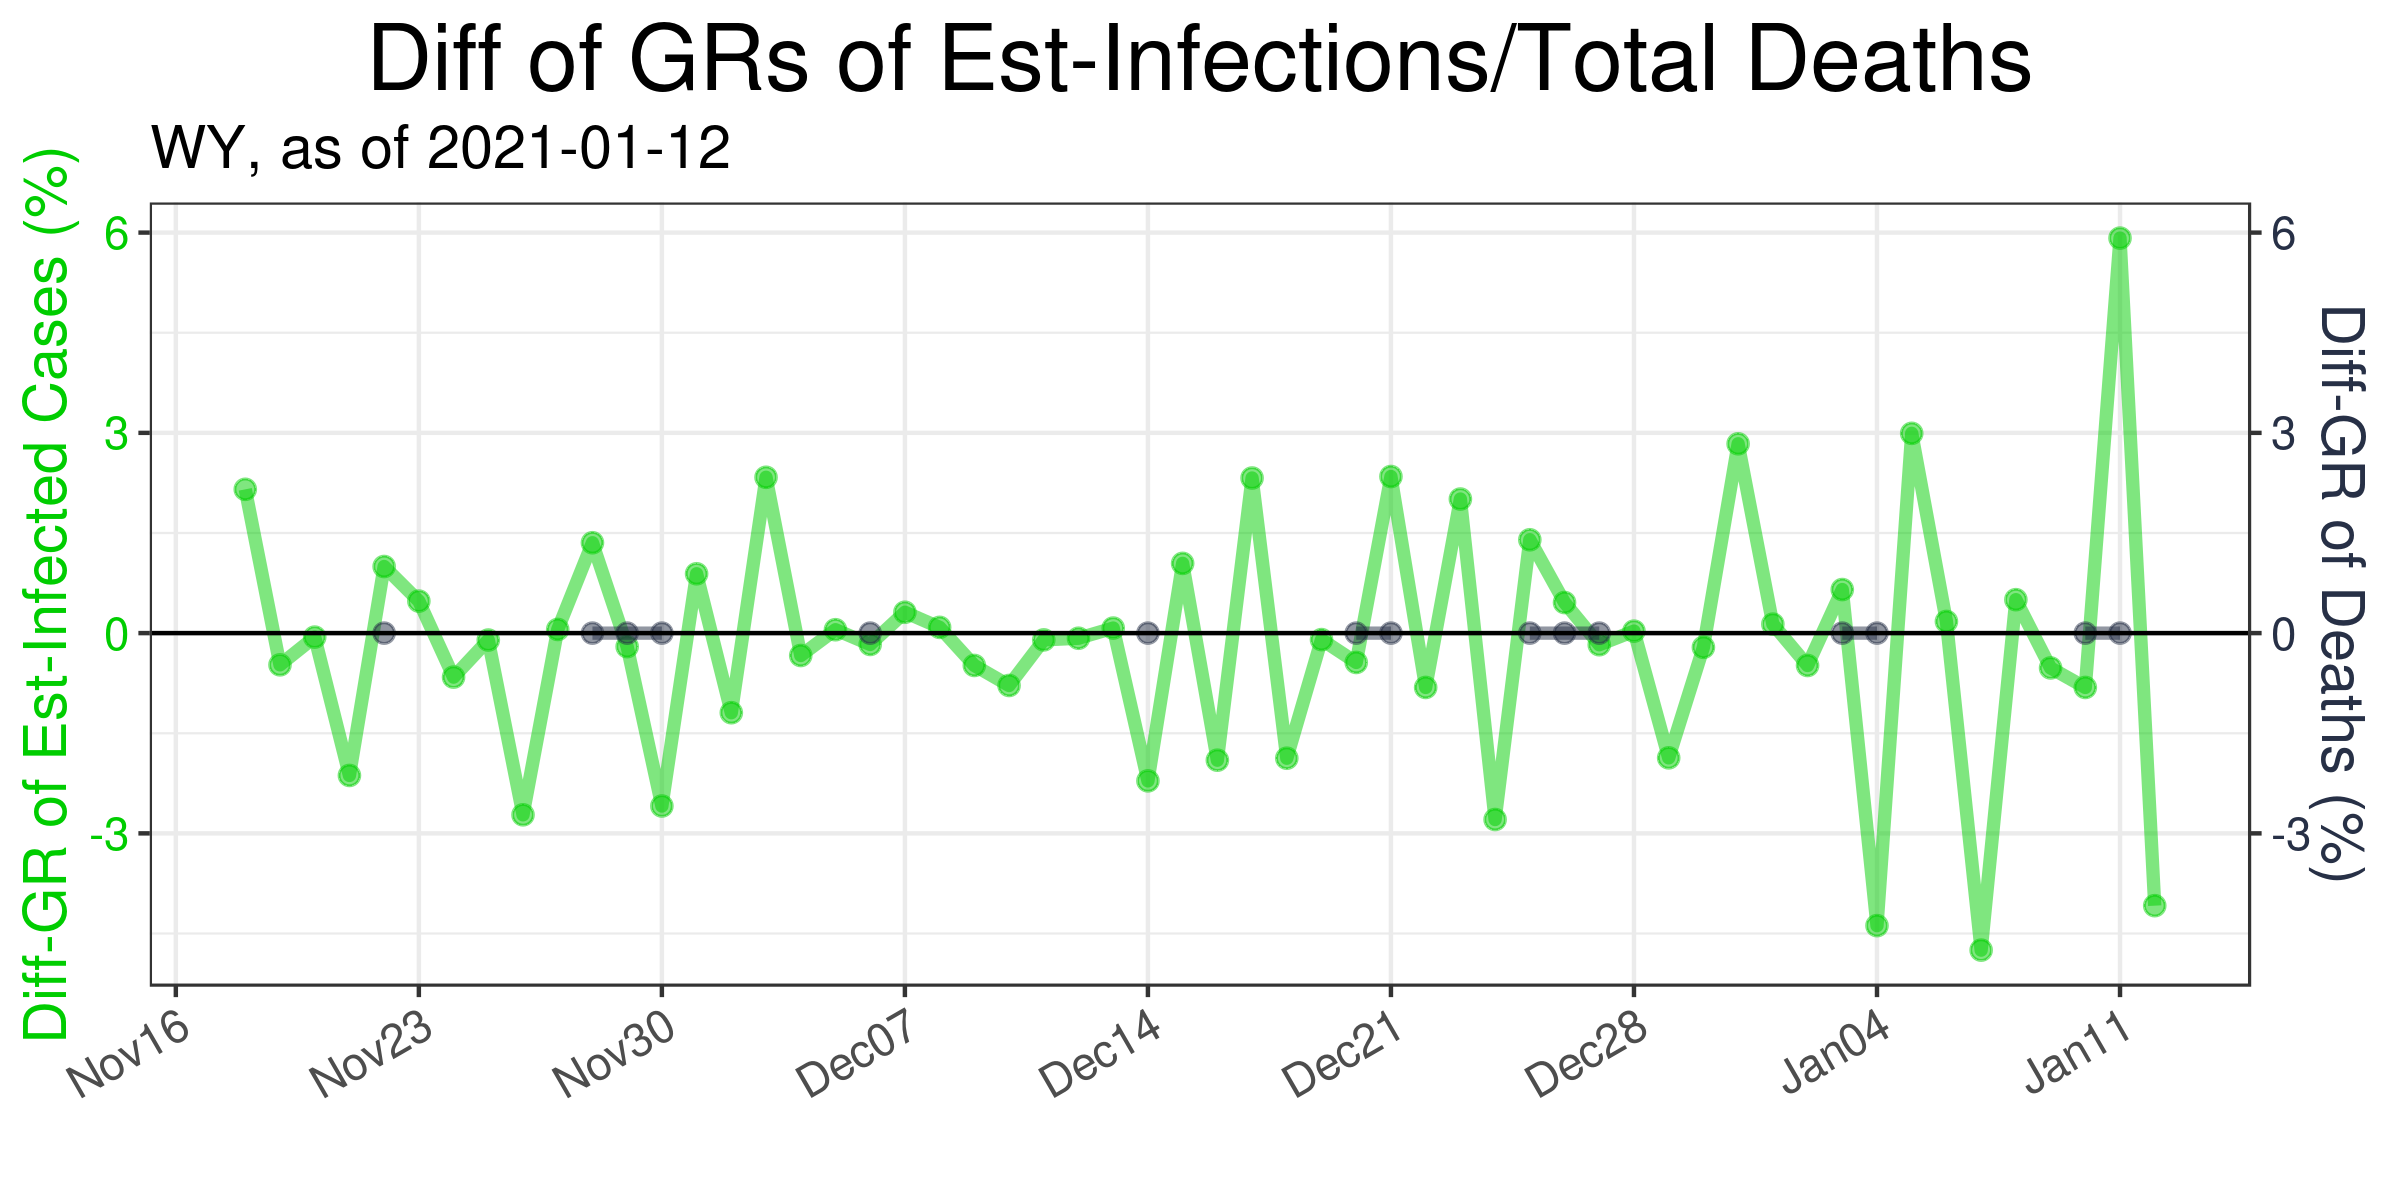 Diff of GRs of Est-Infections/Total Deaths
WY, as of 2021-01-12
Diff-GR of Est-Infected Cases (%)
6
3
0
-3
6
3
0
-3
Diff-GR of Deaths (%)
Nov16
Nov23
Nov30
Dec07
Dec14
Dec21
Dec28
Jan04
Jan11